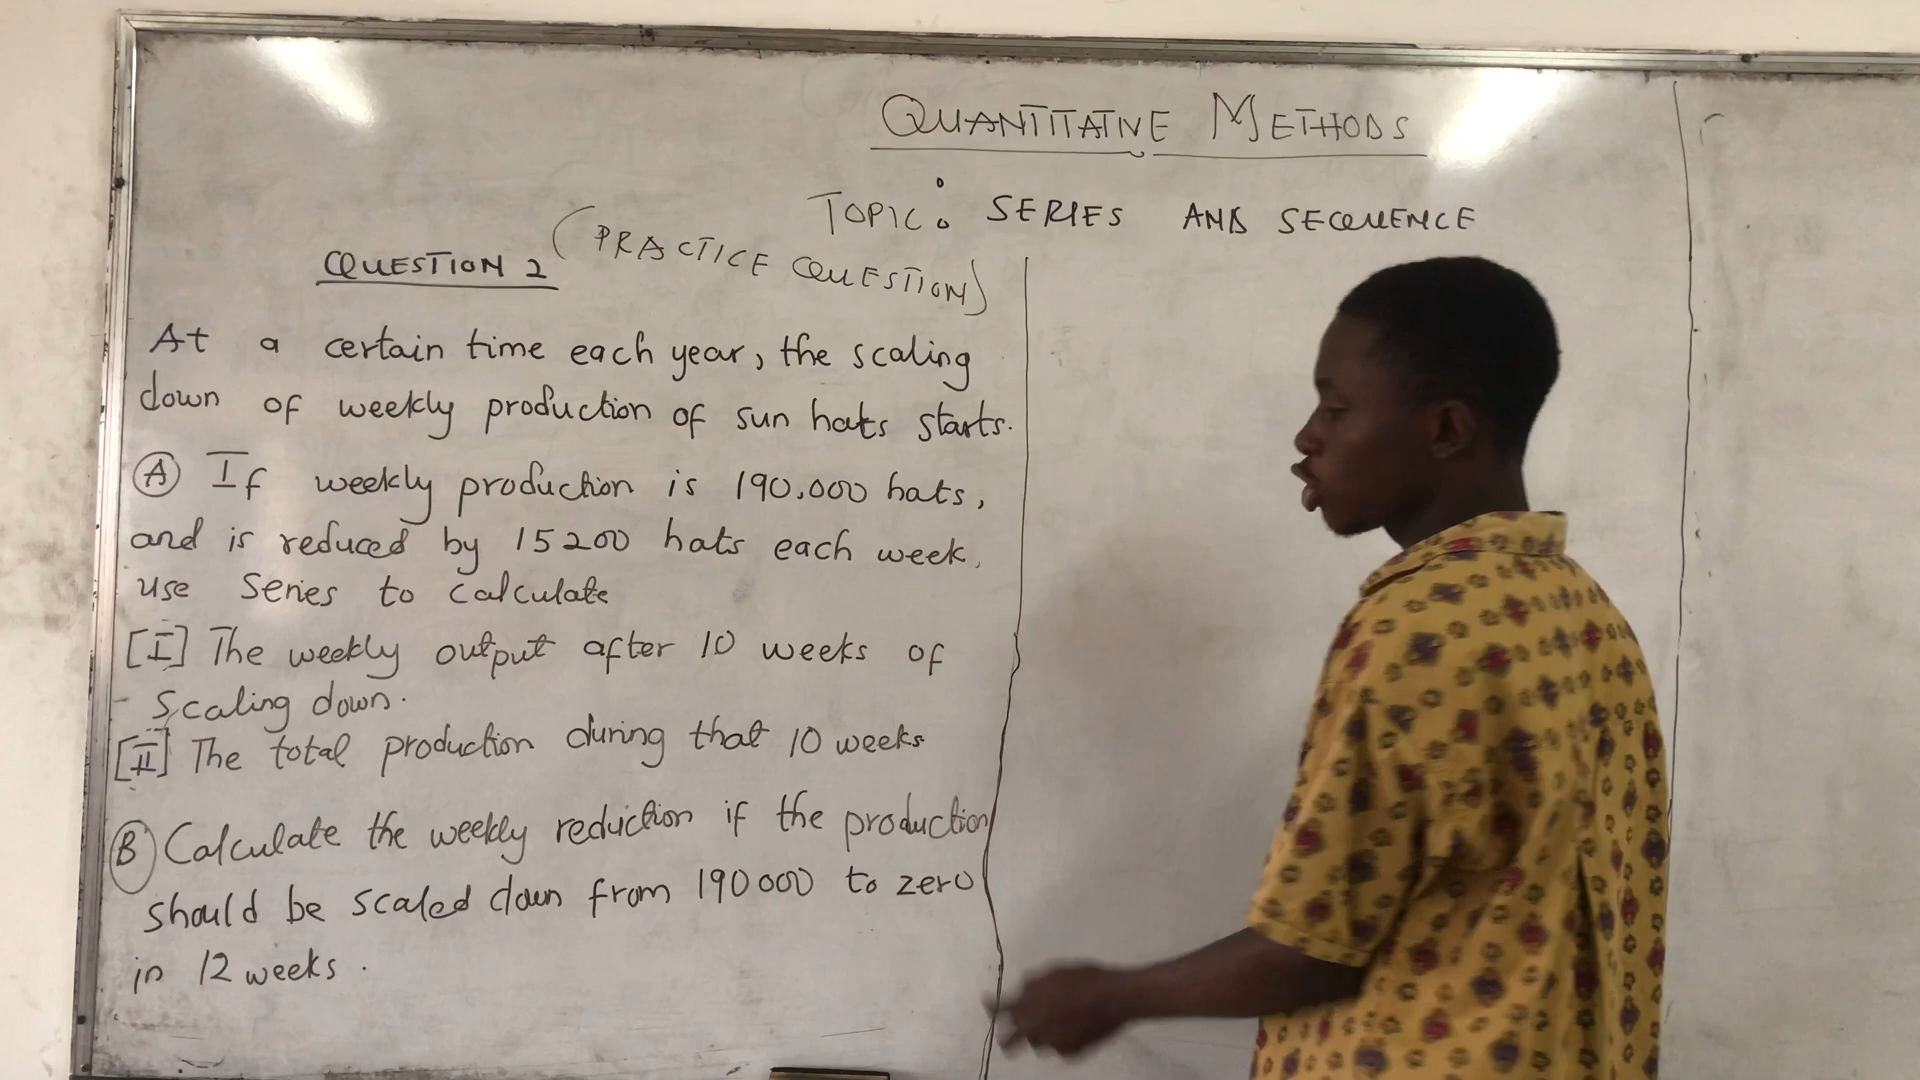 QUANTITATIVE METHODS
TOPIC: SERIES AND SEQUENCE
QUESTION 2 (PRACTICE QUESTION)
At a certain time each year, the scaling
down of weekly production of sun hats starts.
(A) If weekly production is 190,000 hats,
and is reduced by 15200 hats each week,
use series to calculate
[I] The weekly output after 10 weeks of
scaling down.
[II] The total production during that 10 weeks
(B) Calculate the weekly reduction if the production
should be scaled down from 190000 to zero
in 12 weeks.